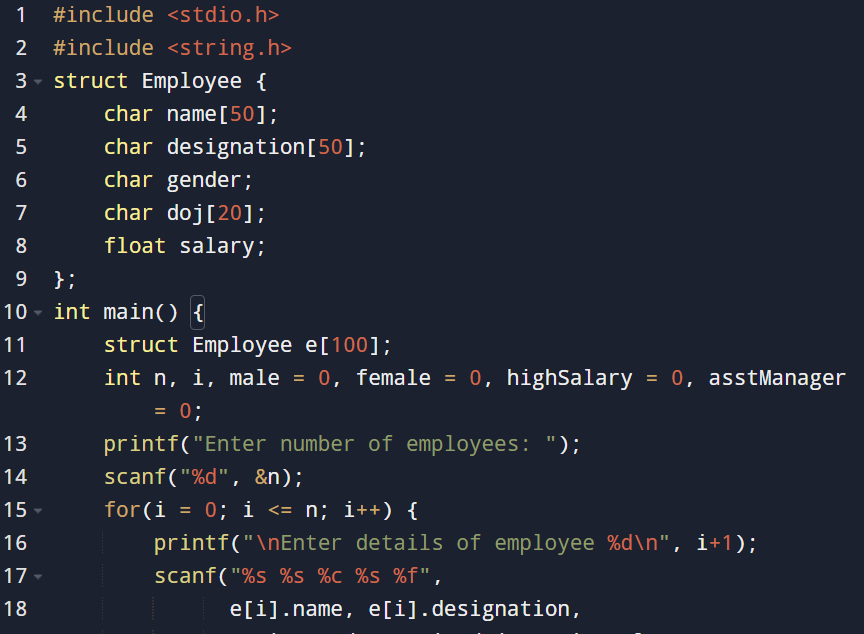 1 #include <stdio.h>
2 #include <string.h>
3 struct Employee {
4 char name[50];
5 char designation[50];
6 char gender;
7 char doj[20];
8 float salary;
9 };
10 int main() {
11 struct Employee e[100];
12 int n, i, male = 0, female = 0, highSalary = 0, asstManager
= 0;
13 printf("Enter number of employees: ");
14 scanf("%d", &n);
15 for(i = 0; i <= n; i++) {
16 printf("\nEnter details of employee %d\n", i+1);
17 scanf("%s %s %c %s %f",
18 e[i].name, e[i].designation,